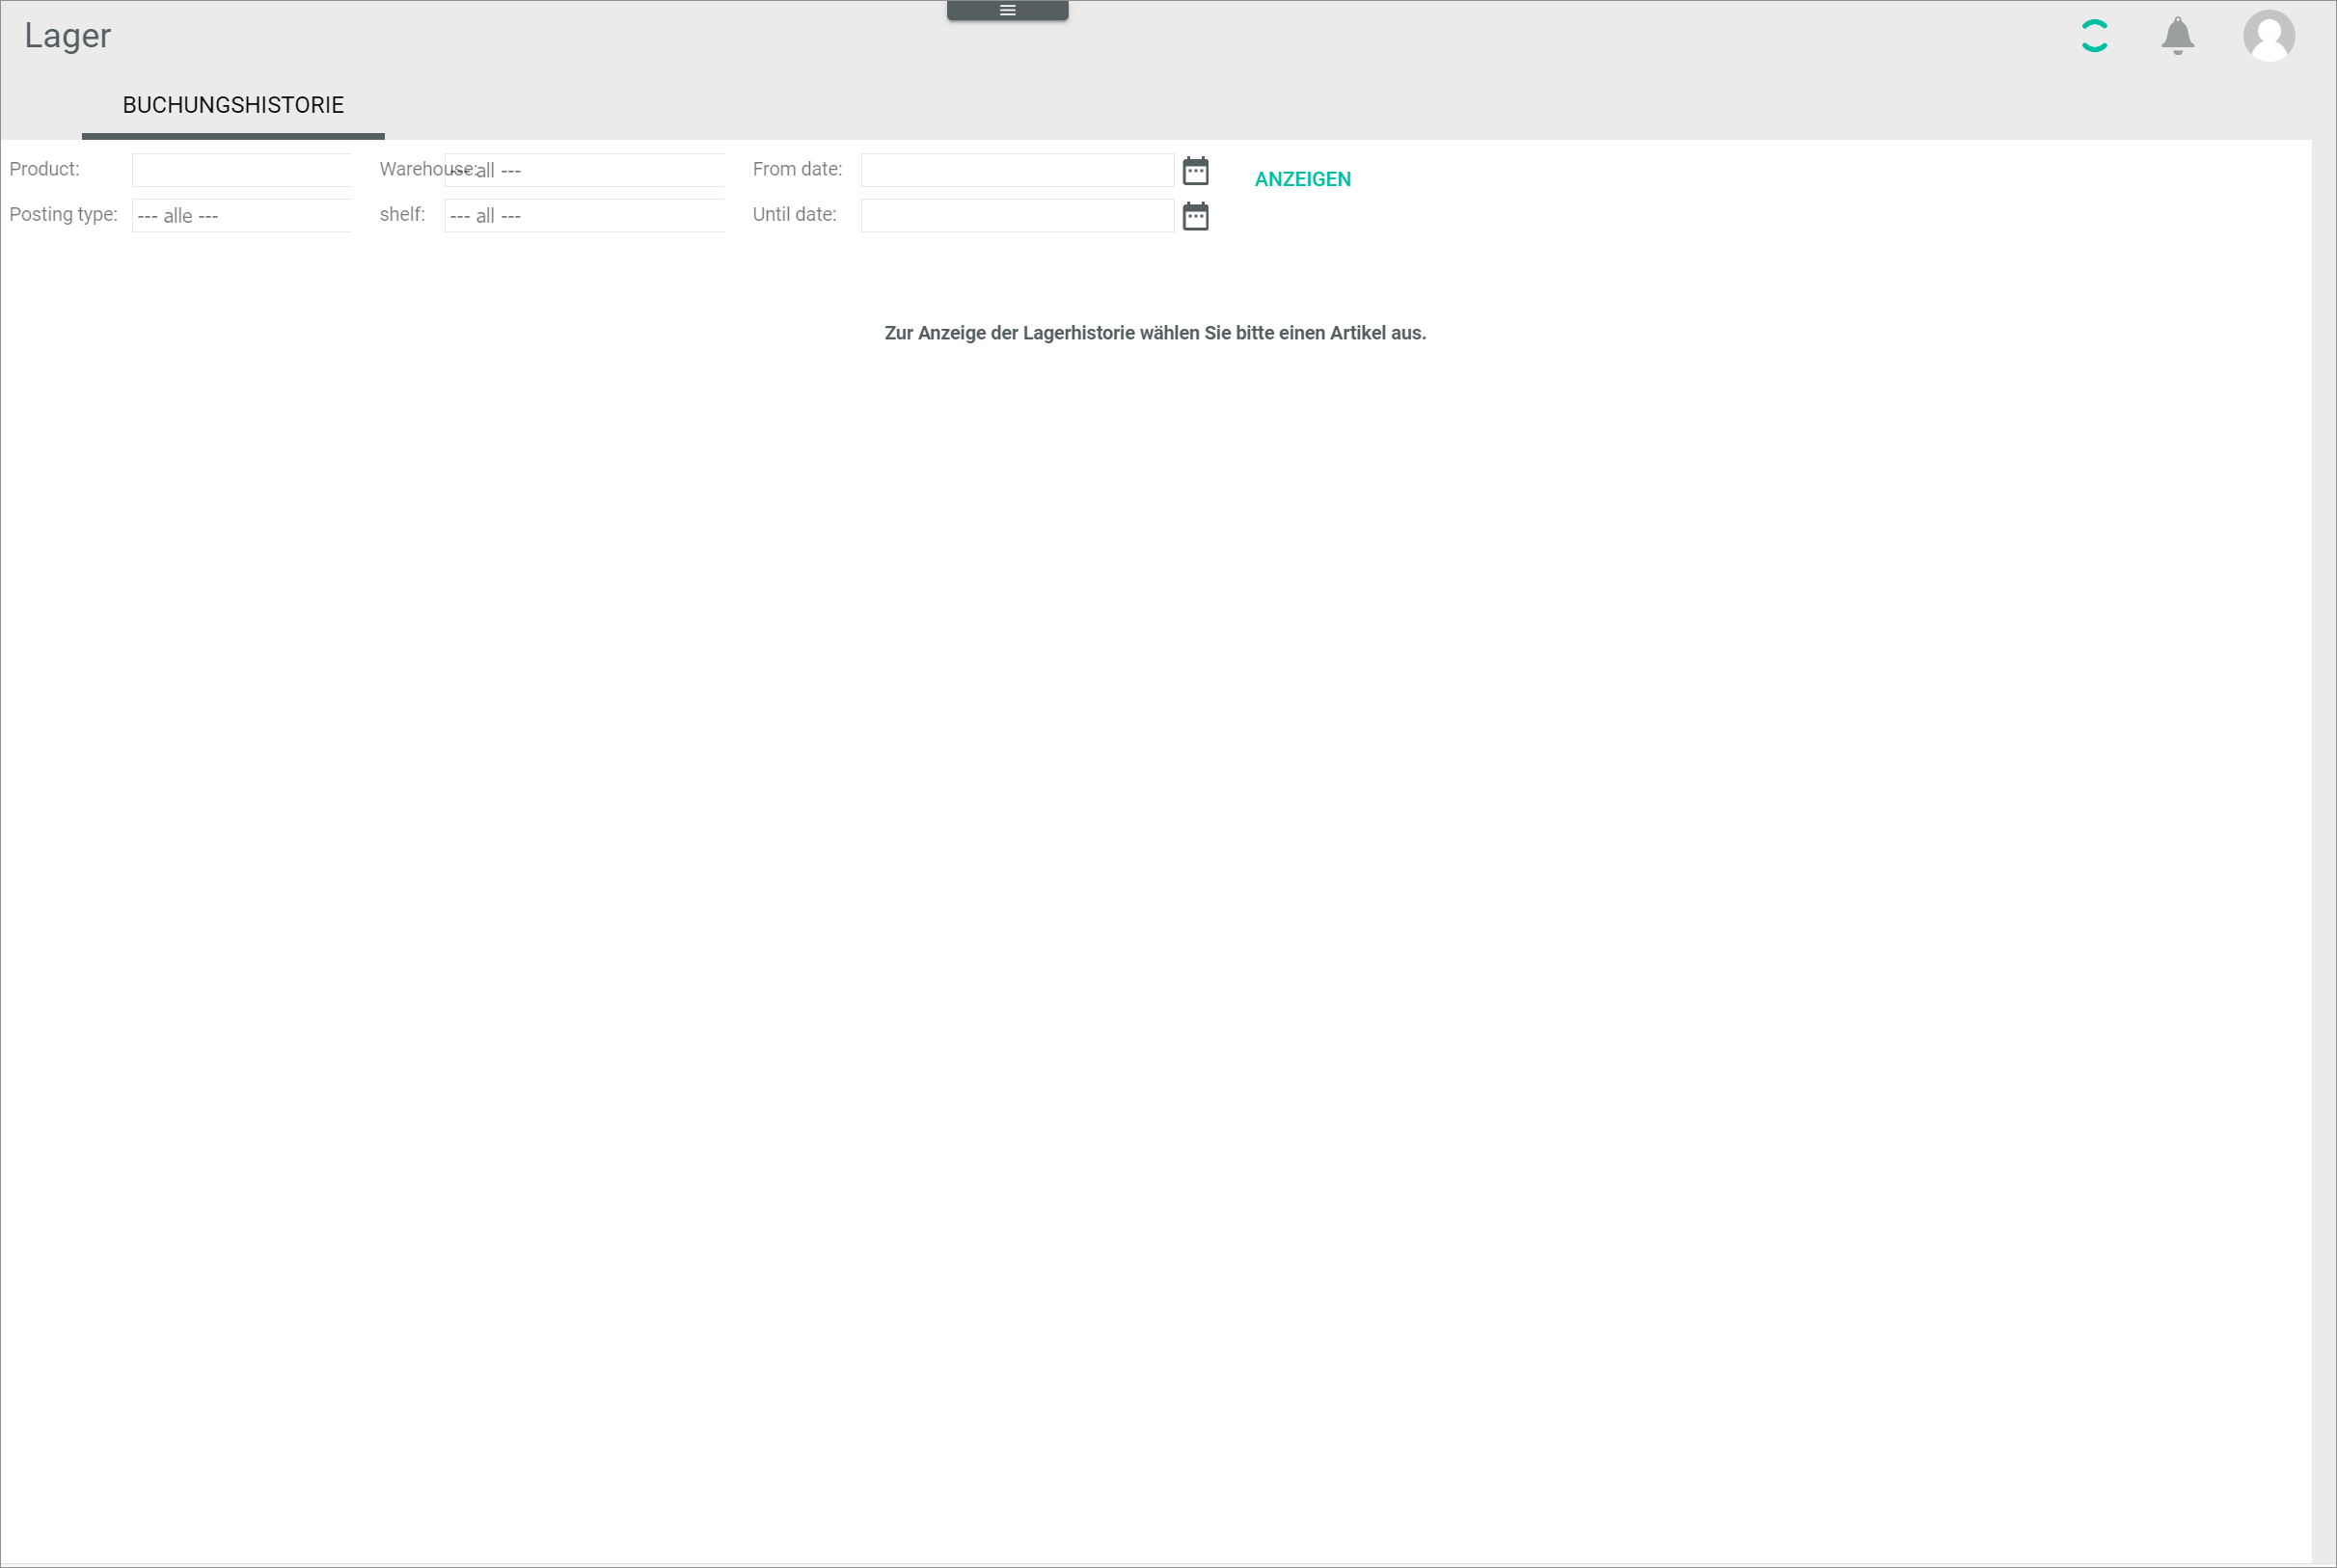 Lager
BUCHUNGSHISTORIE
Product:
Warehouse: --- all ---
From date:
ANZEIGEN
Posting type: --- alle ---
shelf: --- all ---
Until date:
Zur Anzeige der Lagerhistorie wählen Sie bitte einen Artikel aus.